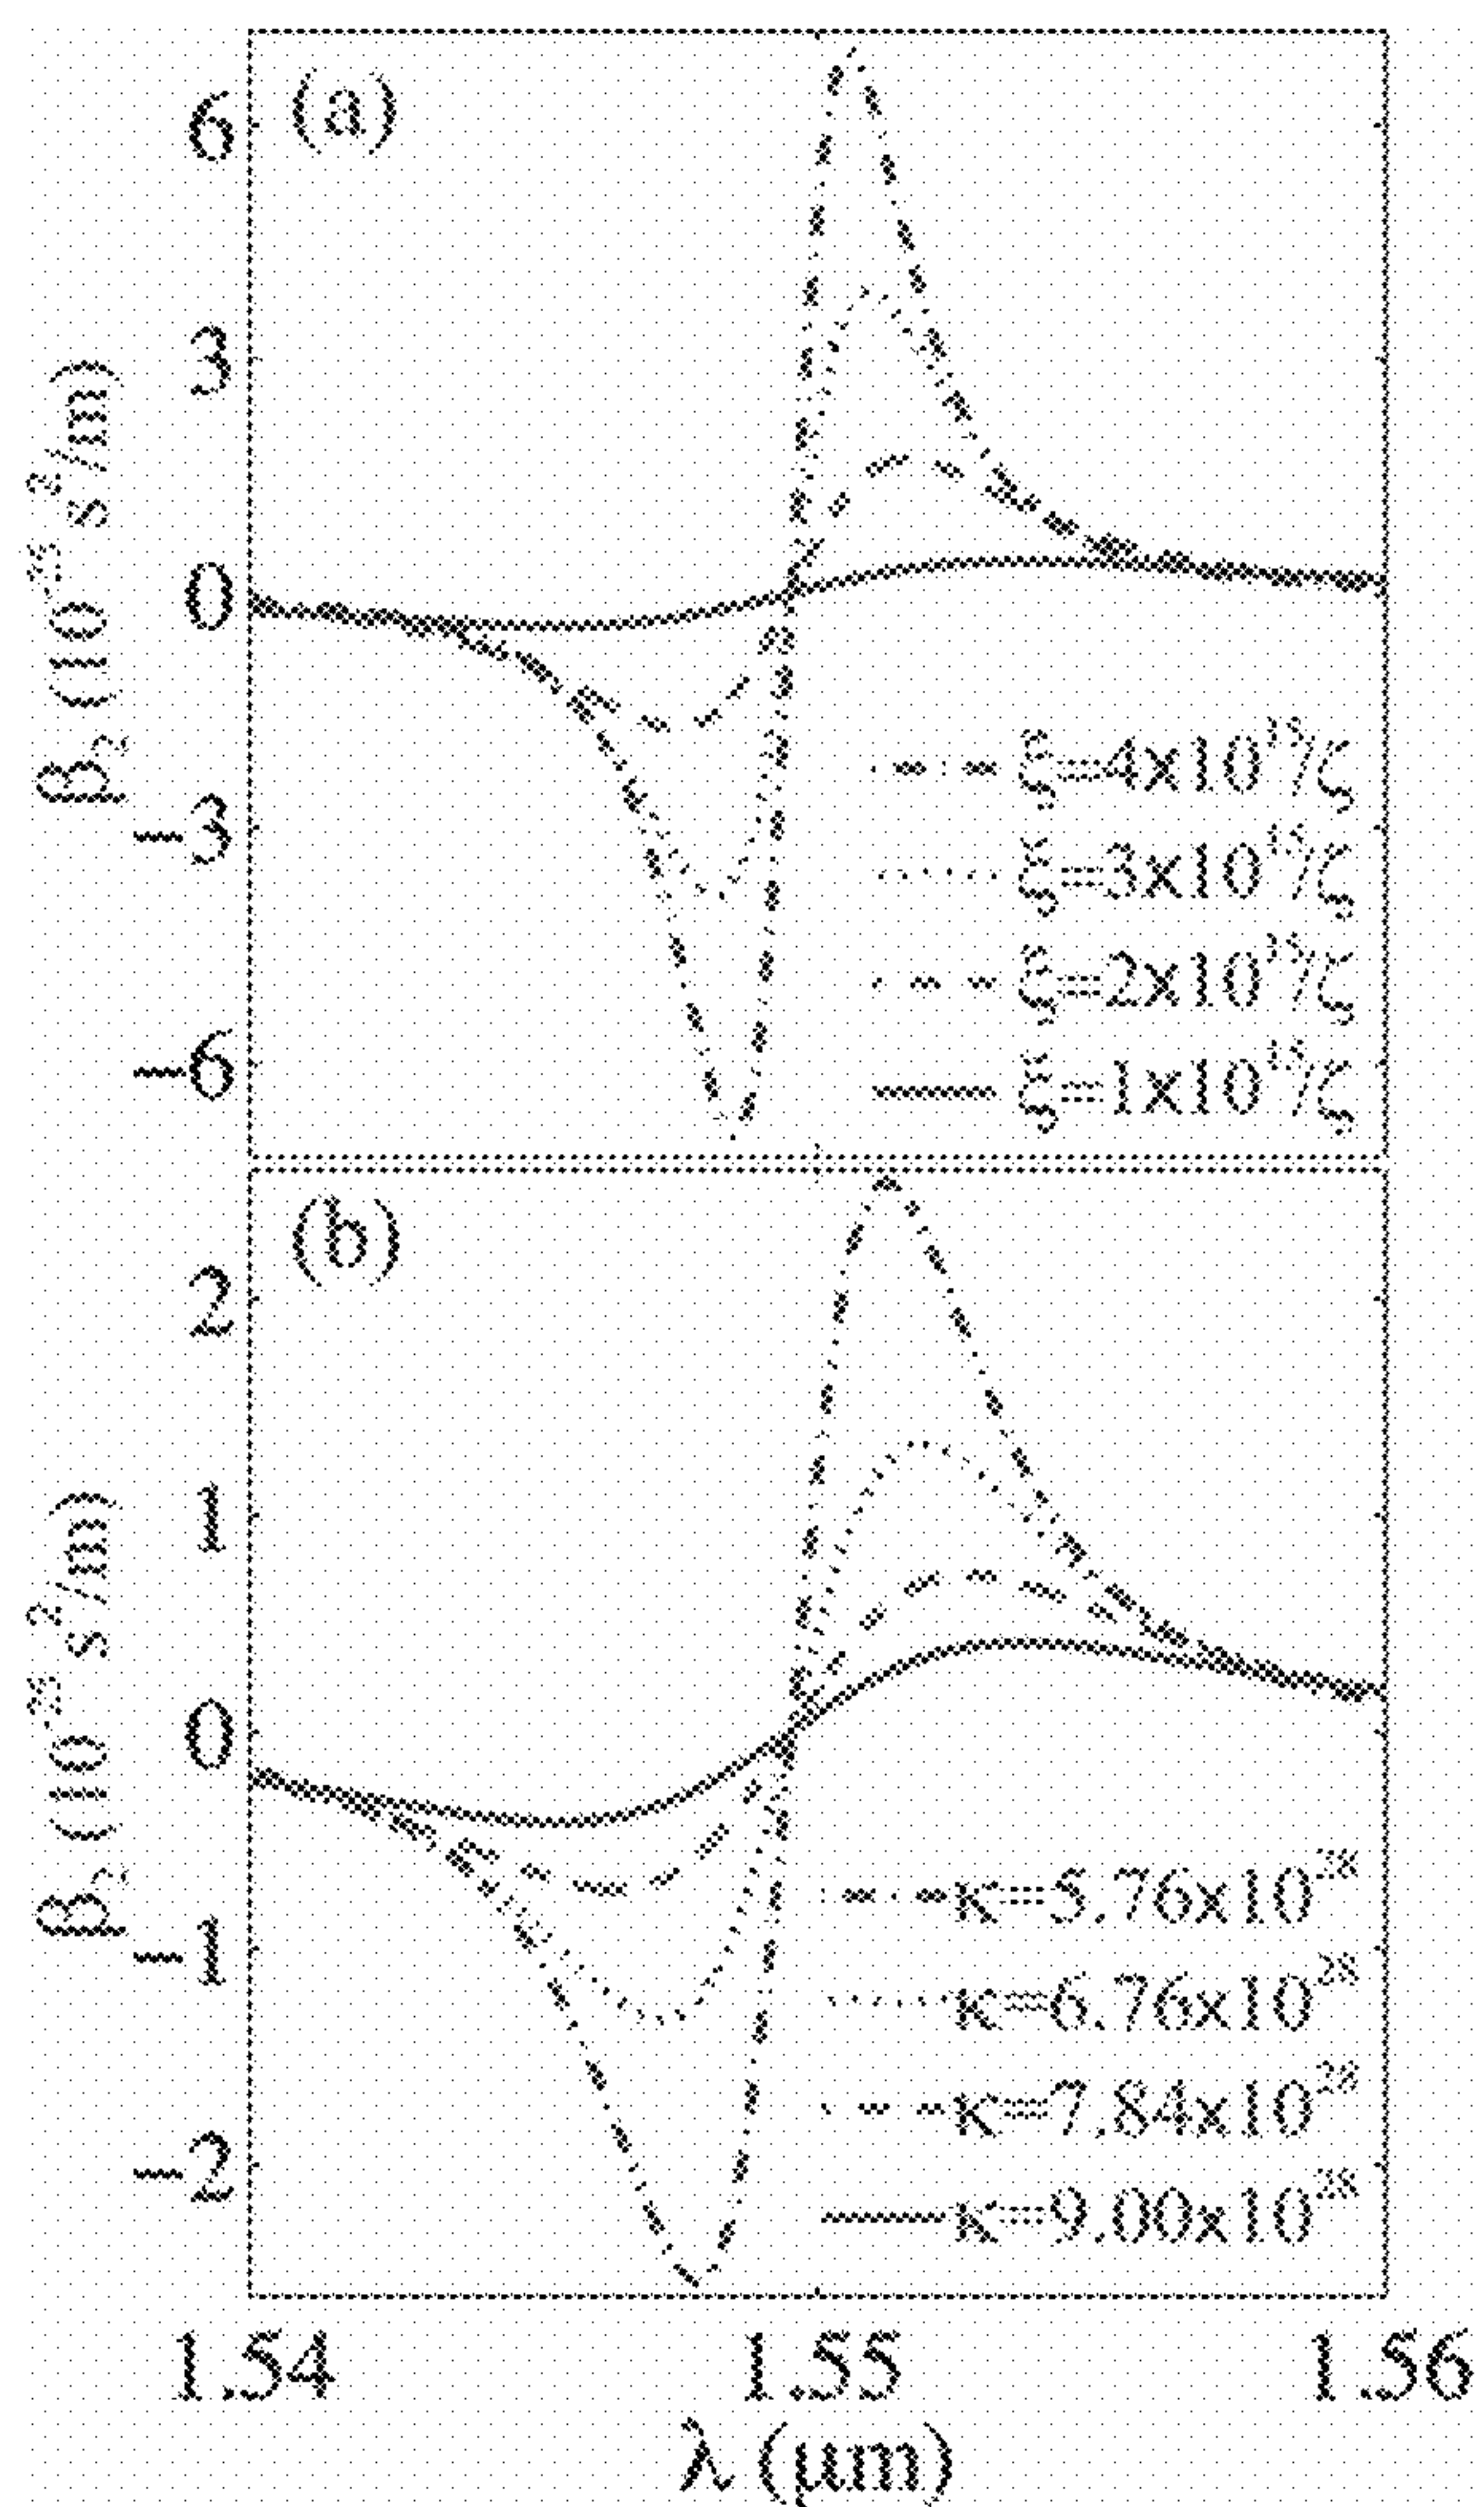 (a)
6
3
0
−3
−6
β₂ (10⁻²³ s²/m)
ξ=4x10¹⁵/ζ
ξ=3x10¹⁵/ζ
ξ=2x10¹⁵/ζ
ξ=1x10¹⁵/ζ
(b)
2
1
0
−1
−2
β₂ (10⁻²³ s²/m)
κ=5.76x10²⁸
κ=6.76x10²⁸
κ=7.84x10²⁸
κ=9.00x10²⁸
1.54 1.55 1.56
λ (μm)